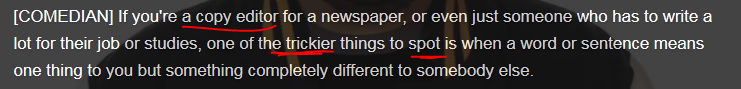 [COMEDIAN] If you're a copy editor for a newspaper, or even just someone who has to write a
lot for their job or studies, one of the trickier things to spot is when a word or sentence means
one thing to you but something completely different to somebody else.